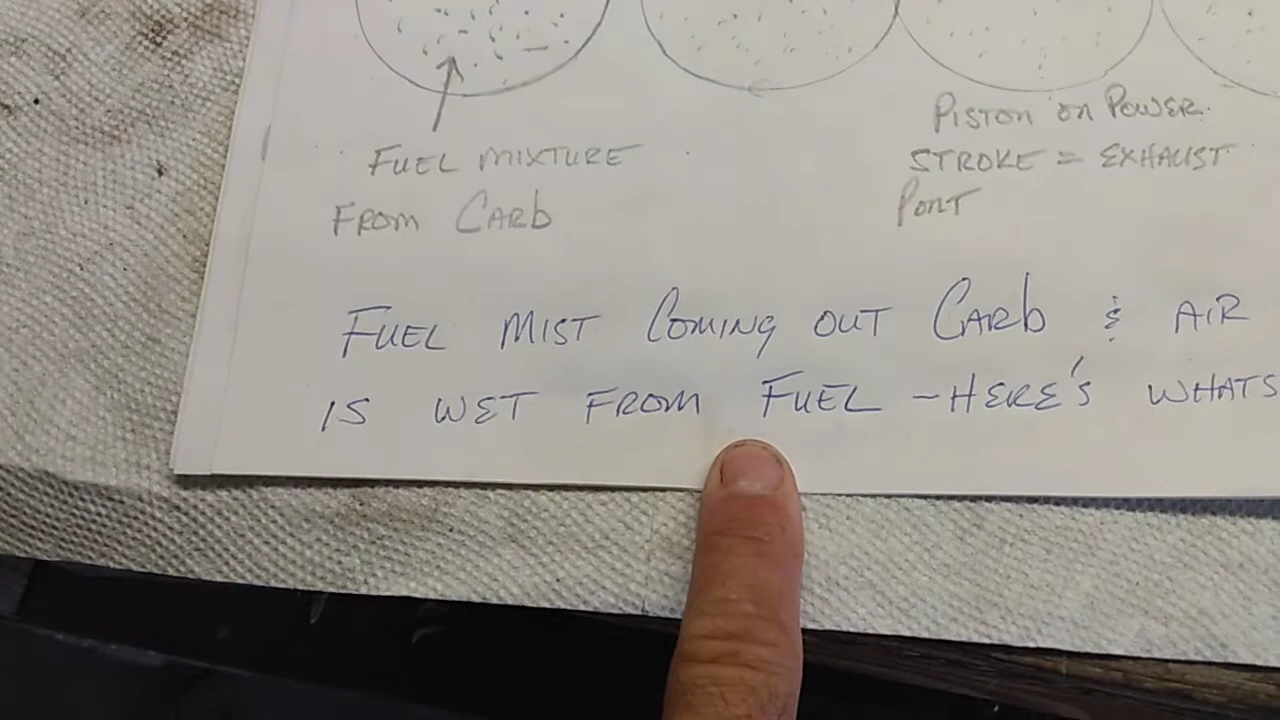 FUEL MIXTURE
FROM CARb
PISTON ON POWER.
STROKE = EXHAUST
PORT
FUEL MIST COMING OUT CARb & AIR
IS WET FROM FUEL - HERE'S WHATS